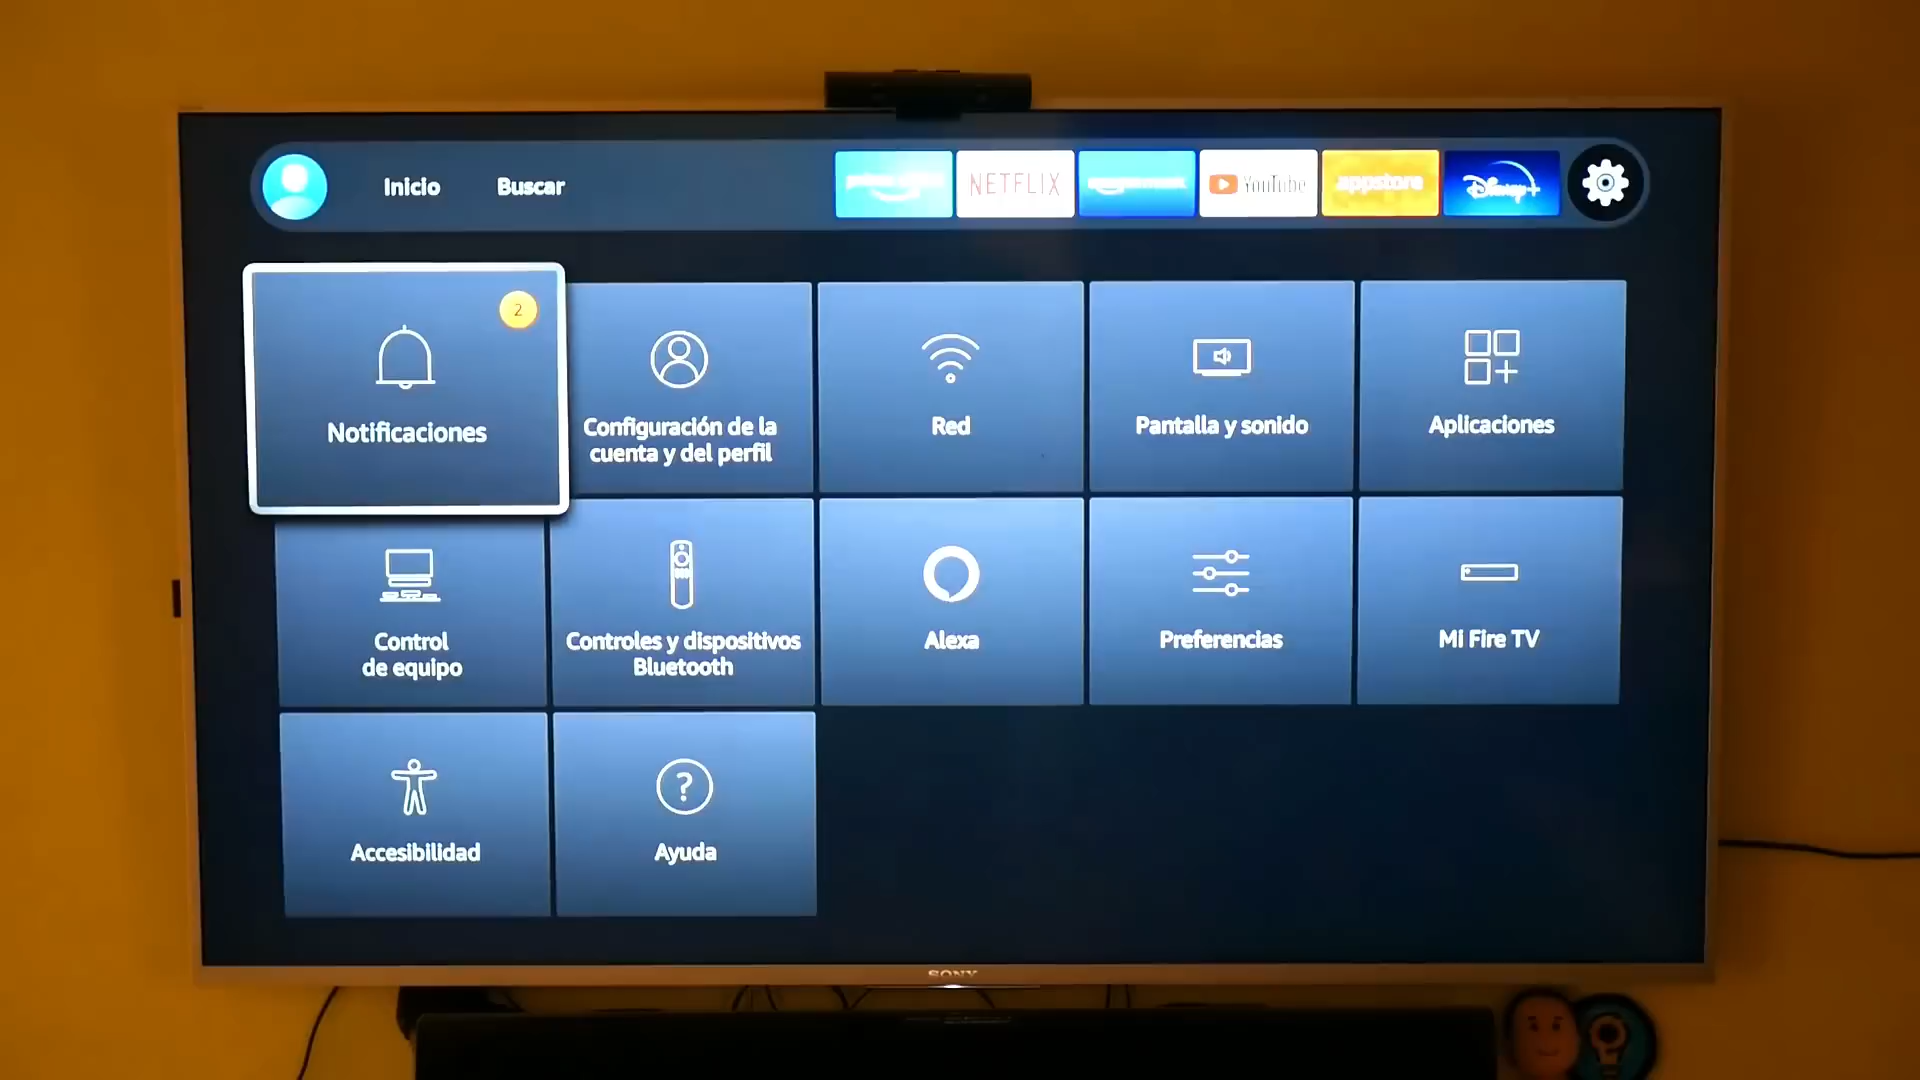 Inicio
Buscar
NETFLIX
YouTube
appstore
Disney+
2
Notificaciones
Configuración de la
cuenta y del perfil
Red
Pantalla y sonido
Aplicaciones
Control
de equipo
Controles y dispositivos
Bluetooth
Alexa
Preferencias
Mi Fire TV
Accesibilidad
?
Ayuda
SONY